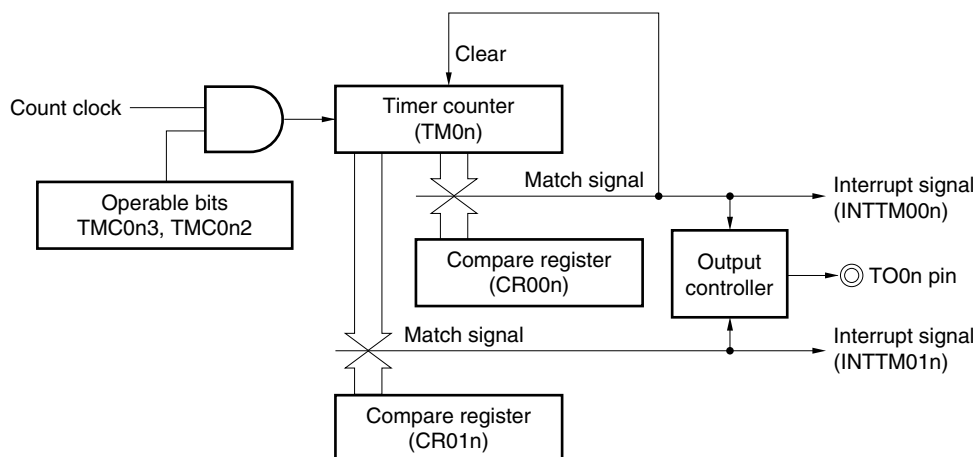 Clear
Count clock
Timer counter
(TM0n)
Operable bits
TMC0n3, TMC0n2
Match signal
Interrupt signal
(INTTM00n)
Compare register
(CR00n)
Output
controller
TO0n pin
Match signal
Interrupt signal
(INTTM01n)
Compare register
(CR01n)